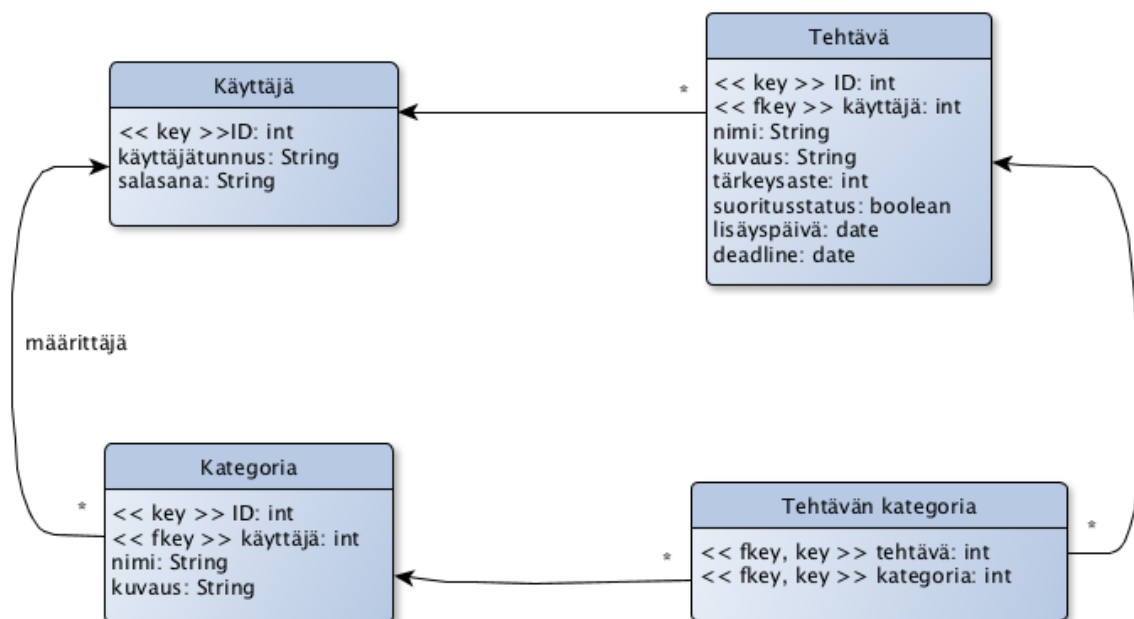 Käyttäjä
<< key >>ID: int
käyttäjätunnus: String
salasana: String
*
Tehtävä
<< key >> ID: int
<< fkey >> käyttäjä: int
nimi: String
kuvaus: String
tärkeysaste: int
suoritusstatus: boolean
lisäyspäivä: date
deadline: date
määrittäjä
*
Kategoria
<< key >> ID: int
<< fkey >> käyttäjä: int
nimi: String
kuvaus: String
*
Tehtävän kategoria
<< fkey, key >> tehtävä: int
<< fkey, key >> kategoria: int
*